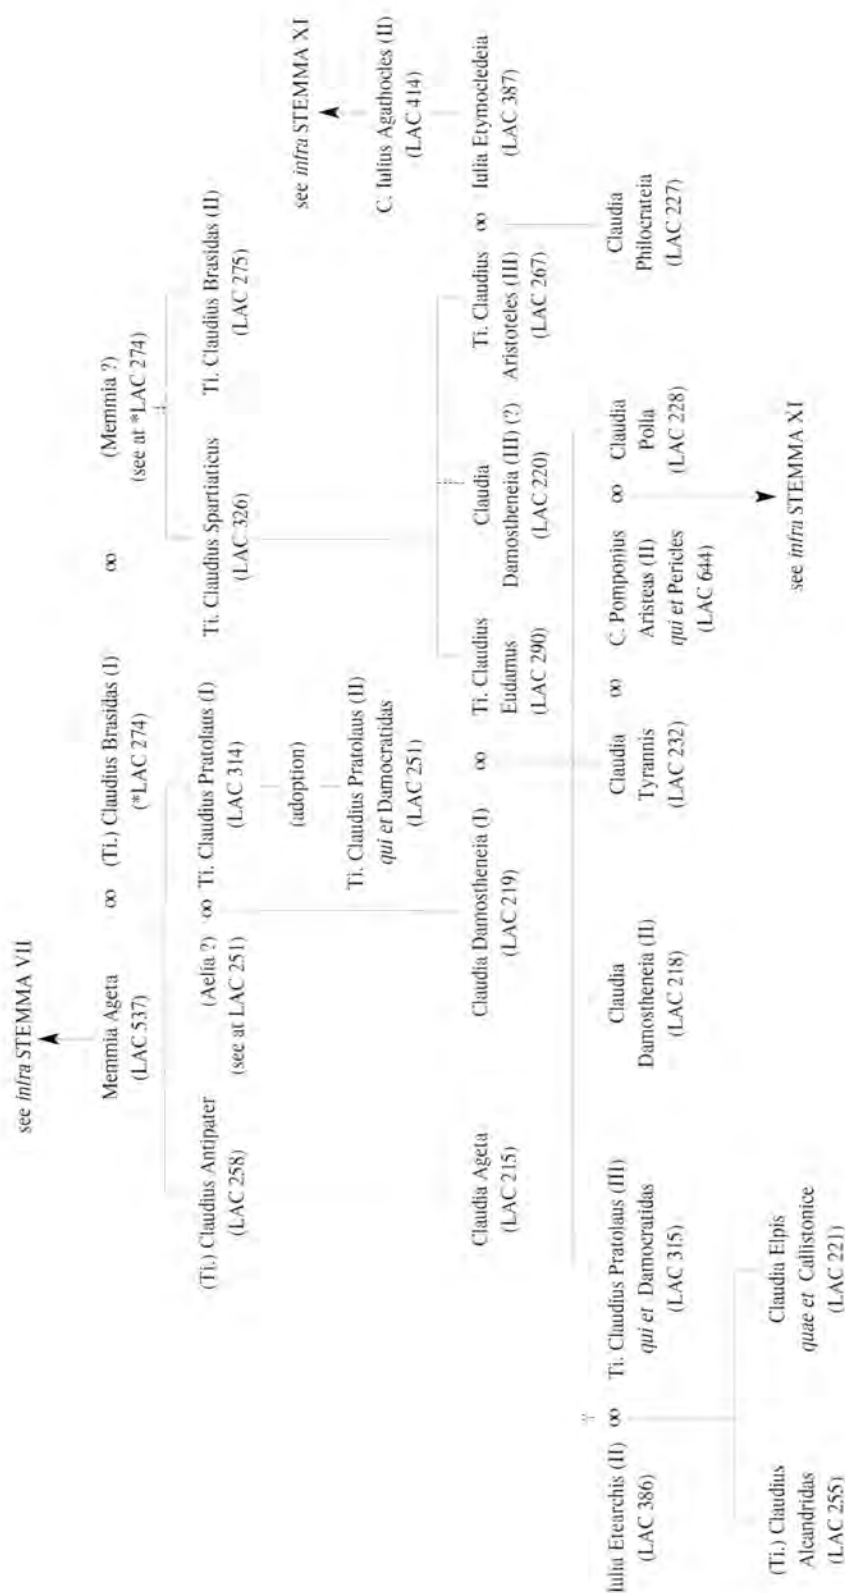 see infra STEMMA VII
Memmia Ageta
(LAC 537)
∞
(Ti.) Claudius Brasidas (I)
(*LAC 274)
∞
(Memmia ?)
(see at *LAC 274)
see infra STEMMA XI
(Ti.) Claudius Antipater
(LAC 258)
(Aelia ?)
(see at LAC 251)
∞
Ti. Claudius Pratolaus (I)
(LAC 314)
Ti. Claudius Spartiaticus
(LAC 326)
Ti. Claudius Brasidas (II)
(LAC 275)
C. Iulius Agathocles (II)
(LAC 414)
(adoption)
Ti. Claudius Pratolaus (II)
qui et Damocratidas
(LAC 251)
Claudia Ageta
(LAC 215)
Claudia Damostheneia (I)
(LAC 219)
∞
Ti. Claudius
Eudamus
(LAC 290)
Claudia
Damostheneia (III) (?)
(LAC 220)
Ti. Claudius
Aristoteles (III)
(LAC 267)
∞
Iulia Etymocledeia
(LAC 387)
Iulia Etearchis (II)
(LAC 386)
∞
Ti. Claudius Pratolaus (III)
qui et Damocratidas
(LAC 315)
Claudia
Damostheneia (II)
(LAC 218)
Claudia
Tyrannis
(LAC 232)
∞
C. Pomponius
Aristeas (II)
qui et Pericles
(LAC 644)
∞
Claudia
Polla
(LAC 228)
Claudia
Philocrateia
(LAC 227)
(Ti.) Claudius
Alcandridas
(LAC 255)
Claudia Elpis
quae et Callistonice
(LAC 221)
see infra STEMMA XI